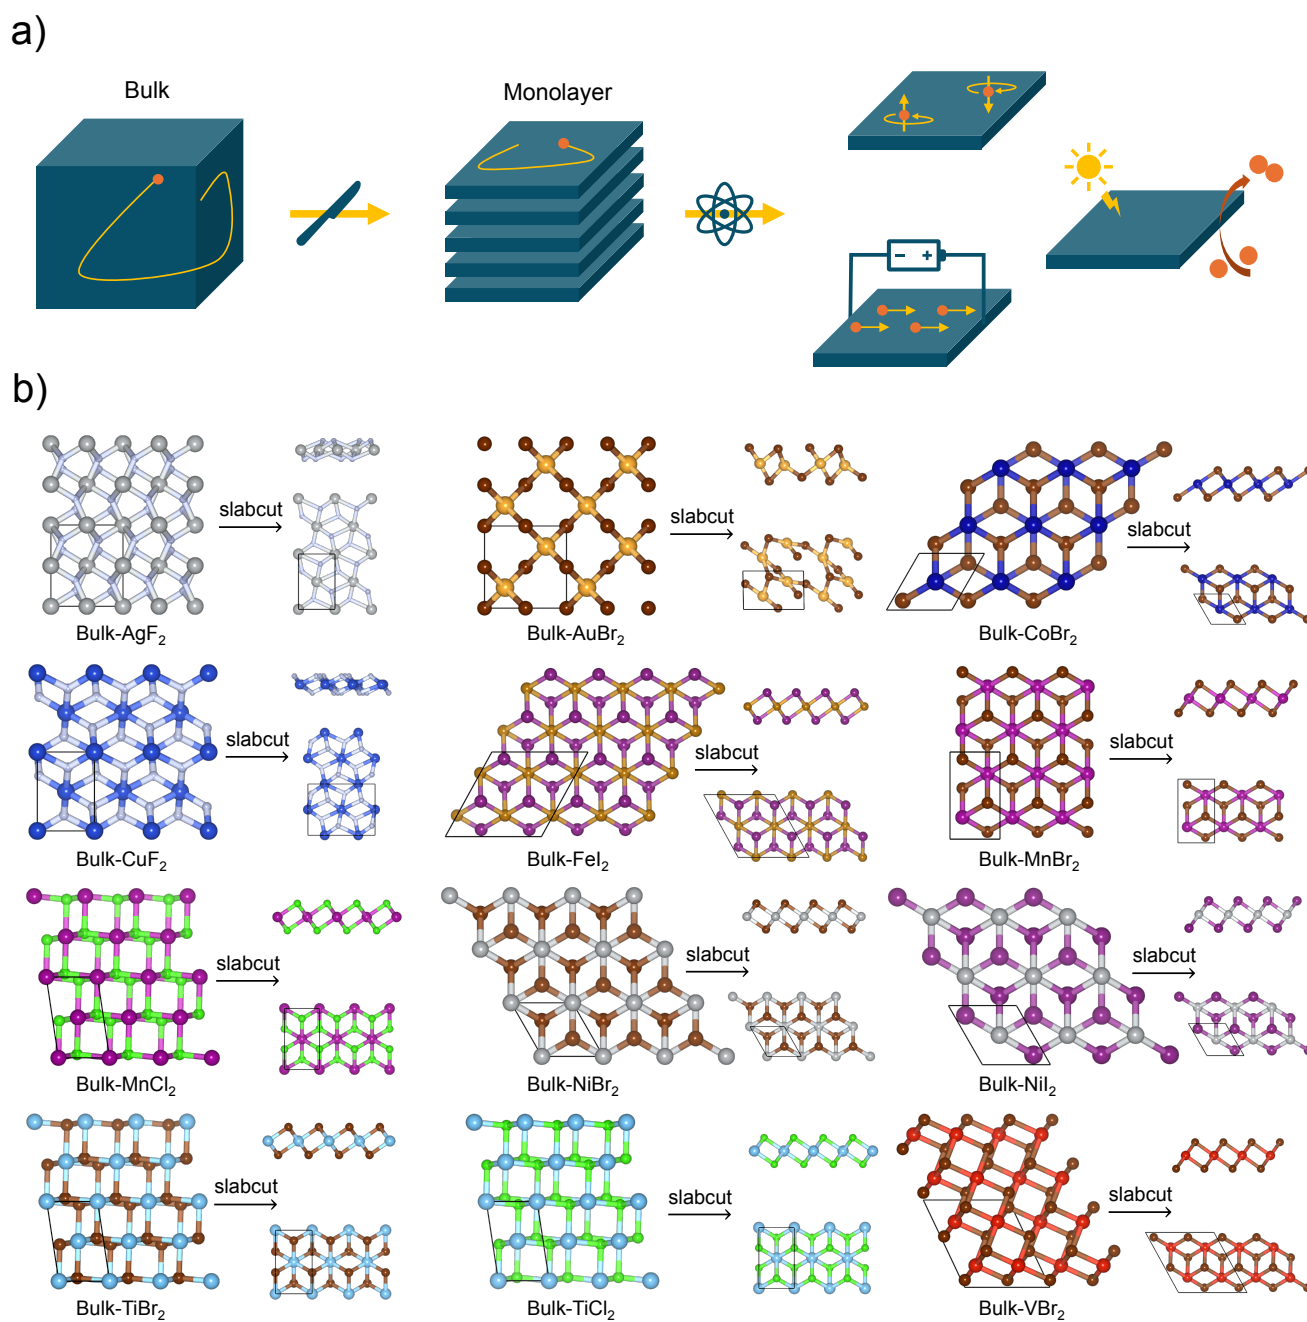 a)
Bulk
Monolayer
− +
b)
slabcut
slabcut
slabcut
Bulk-AgF₂
Bulk-AuBr₂
Bulk-CoBr₂
slabcut
slabcut
slabcut
Bulk-CuF₂
Bulk-FeI₂
Bulk-MnBr₂
slabcut
slabcut
slabcut
Bulk-MnCl₂
Bulk-NiBr₂
Bulk-NiI₂
slabcut
slabcut
slabcut
Bulk-TiBr₂
Bulk-TiCl₂
Bulk-VBr₂